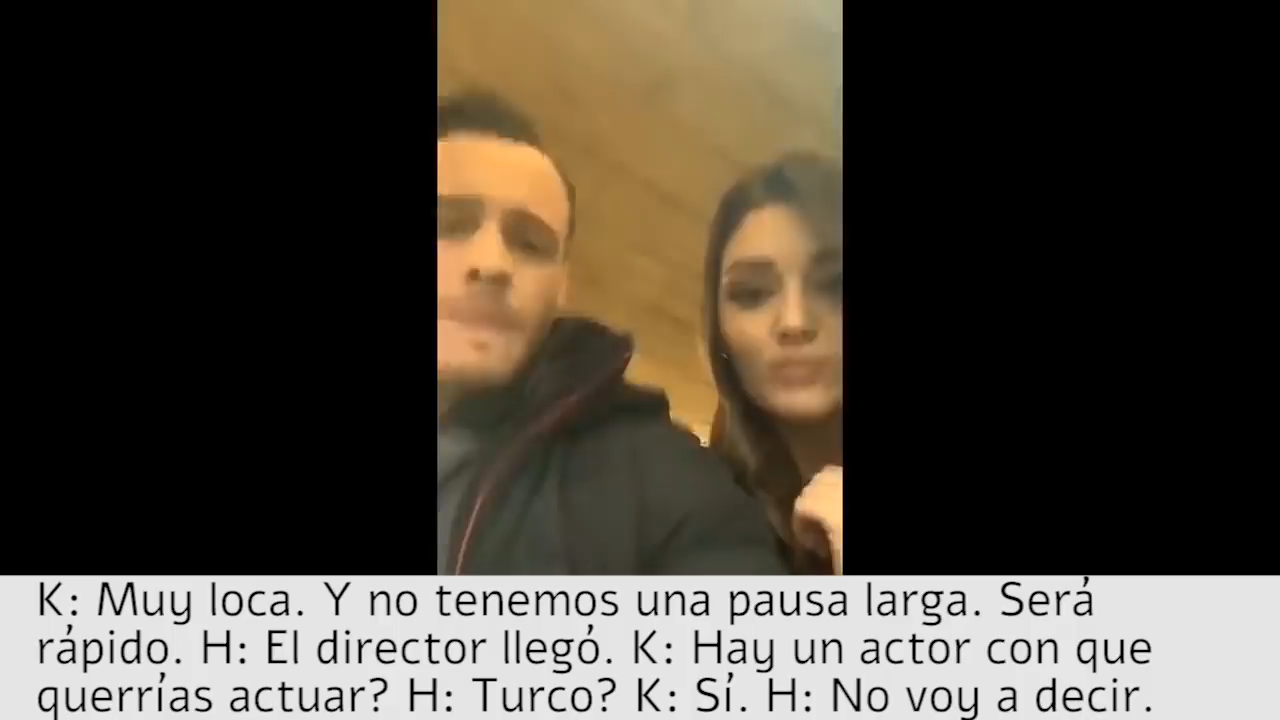 K: Muy loca. Y no tenemos una pausa larga. Será
rápido. H: El director llegó. K: Hay un actor con que
querrías actuar? H: Turco? K: Sí. H: No voy a decir.